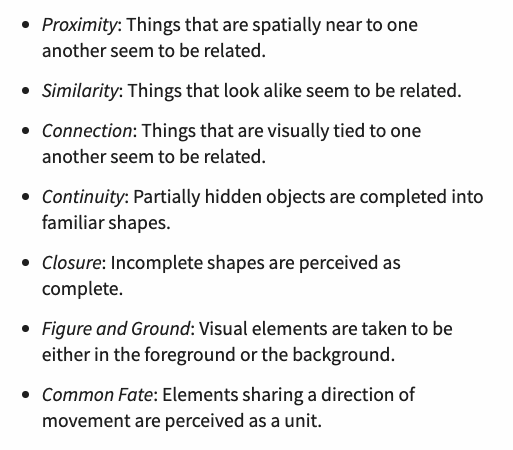 • Proximity: Things that are spatially near to one
another seem to be related.
• Similarity: Things that look alike seem to be related.
• Connection: Things that are visually tied to one
another seem to be related.
• Continuity: Partially hidden objects are completed into
familiar shapes.
• Closure: Incomplete shapes are perceived as
complete.
• Figure and Ground: Visual elements are taken to be
either in the foreground or the background.
• Common Fate: Elements sharing a direction of
movement are perceived as a unit.